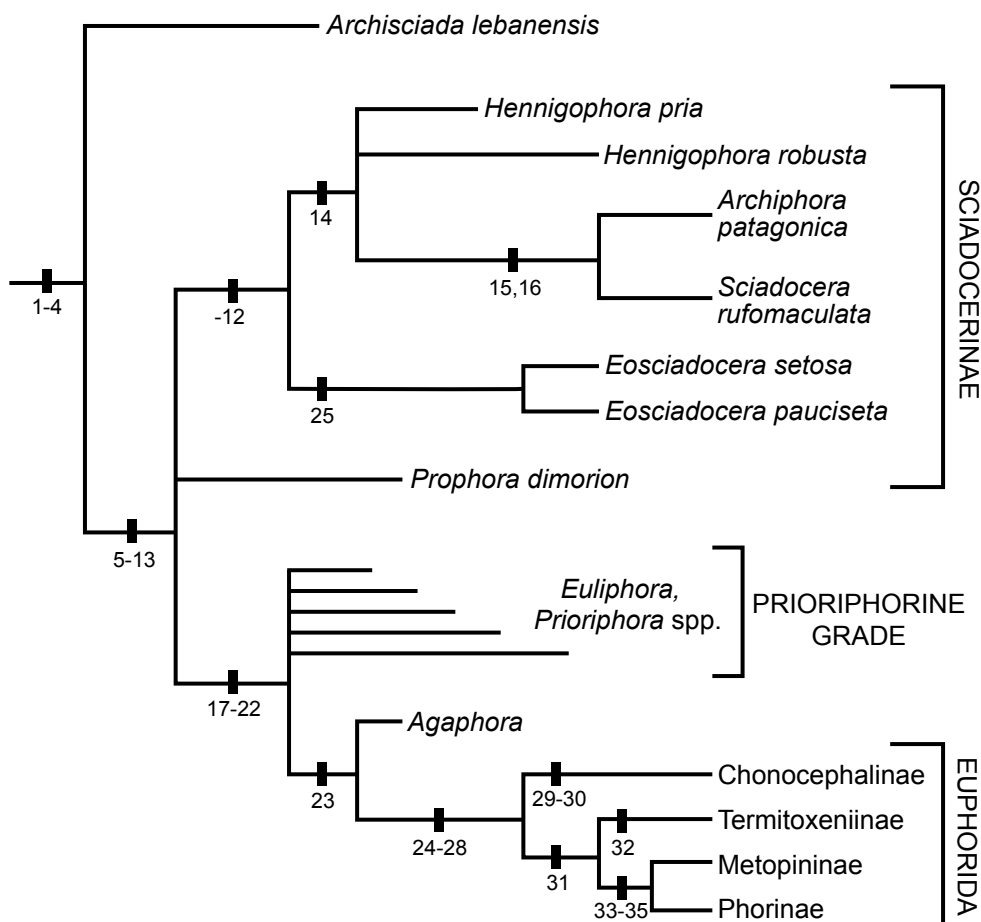 Archisciada lebanensis
Hennigophora pria
Hennigophora robusta
Archiphora
patagonica
Sciadocera
rufomaculata
Eosciadocera setosa
Eosciadocera pauciseta
Prophora dimorion
SCIADOCERINAE
1-4
-12
14
15,16
25
5-13
Euliphora,
Prioriphora spp.
PRIORIPHORINE
GRADE
17-22
Agaphora
23
24-28
29-30
31
32
33-35
Chonocephalinae
Termitoxeniinae
Metopininae
Phorinae
EUPHORIDA